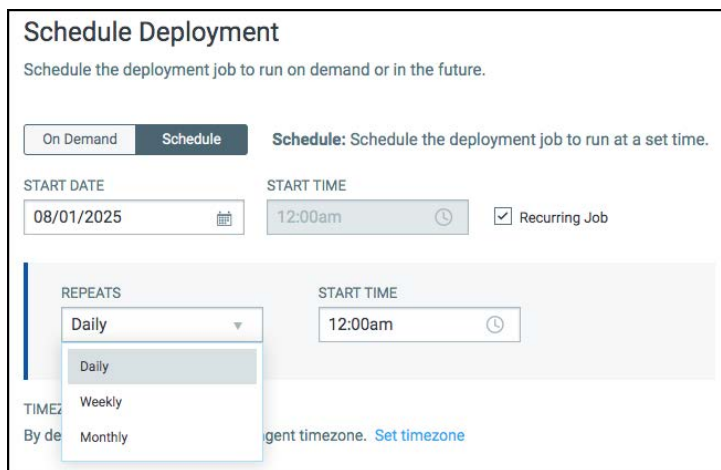 Schedule Deployment
Schedule the deployment job to run on demand or in the future.
On Demand Schedule Schedule: Schedule the deployment job to run at a set time.
START DATE START TIME
08/01/2025 12:00am Recurring Job
REPEATS START TIME
Daily 12:00am
Daily
Weekly
Monthly
By de gent timezone. Set timezone